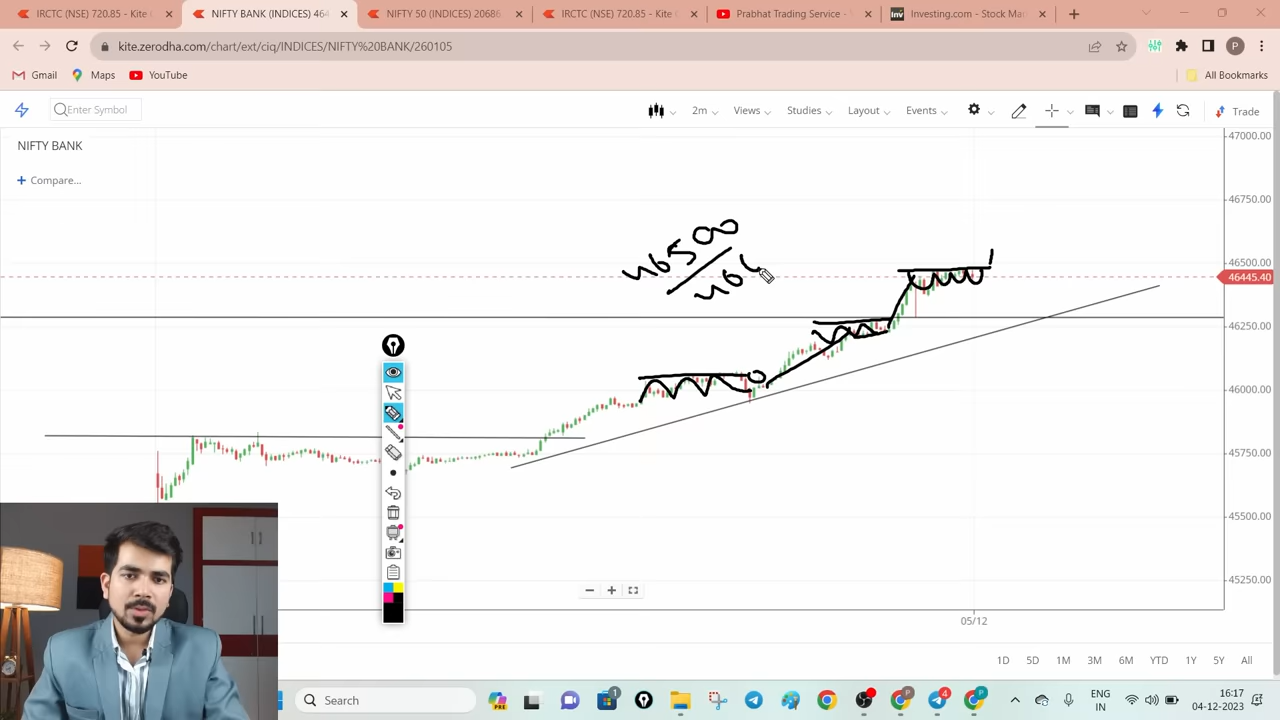 IRCTC (NSE) 720.85 - Kite
NIFTY BANK (INDICES) 464
NIFTY 50 (INDICES) 20686
IRCTC (NSE) 720.85 - Kite
Prabhat Trading Service - Y
Investing.com - Stock Mar
kite.zerodha.com/chart/ext/ciq/INDICES/NIFTY%20BANK/260105
P
Gmail
Maps
YouTube
All Bookmarks
Enter Symbol
2m
Views
Studies
Layout
Events
Trade
NIFTY BANK
+ Compare...
47000.00
46750.00
46500.00
46445.40
46250.00
46000.00
45750.00
45500.00
45250.00
46500
05/12
1D 5D 1M 3M 6M YTD 1Y 5Y All
Search
ENG
IN
16:17
04-12-2023